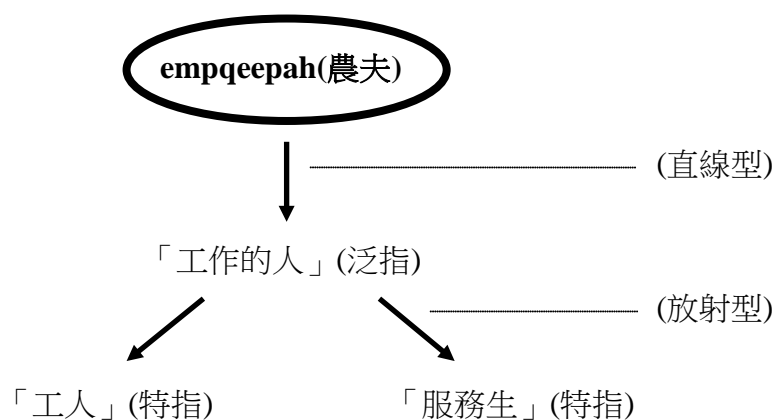 empqeepah(農夫)
(直線型)
「工作的人」(泛指)
(放射型)
「工人」(特指) 「服務生」(特指)